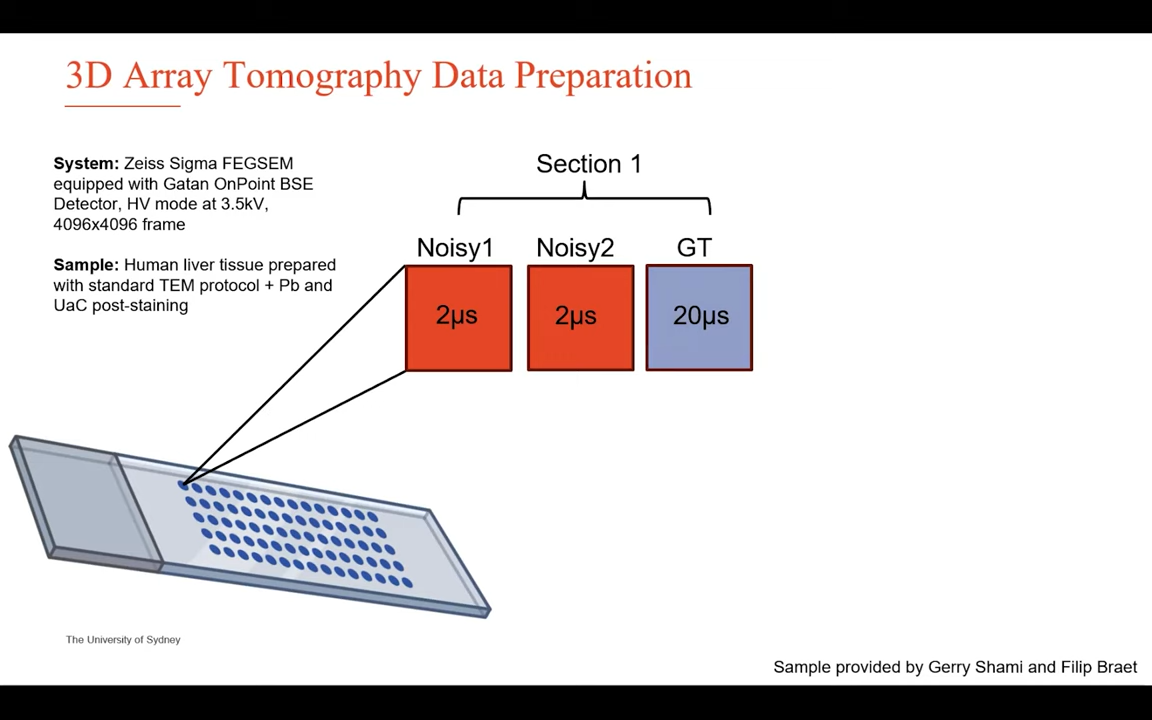 3D Array Tomography Data Preparation
System: Zeiss Sigma FEGSEM
equipped with Gatan OnPoint BSE
Detector, HV mode at 3.5kV,
4096x4096 frame
Sample: Human liver tissue prepared
with standard TEM protocol + Pb and
UaC post-staining
Section 1
Noisy1 Noisy2 GT
2µs 2µs 20µs
The University of Sydney
Sample provided by Gerry Shami and Filip Braet